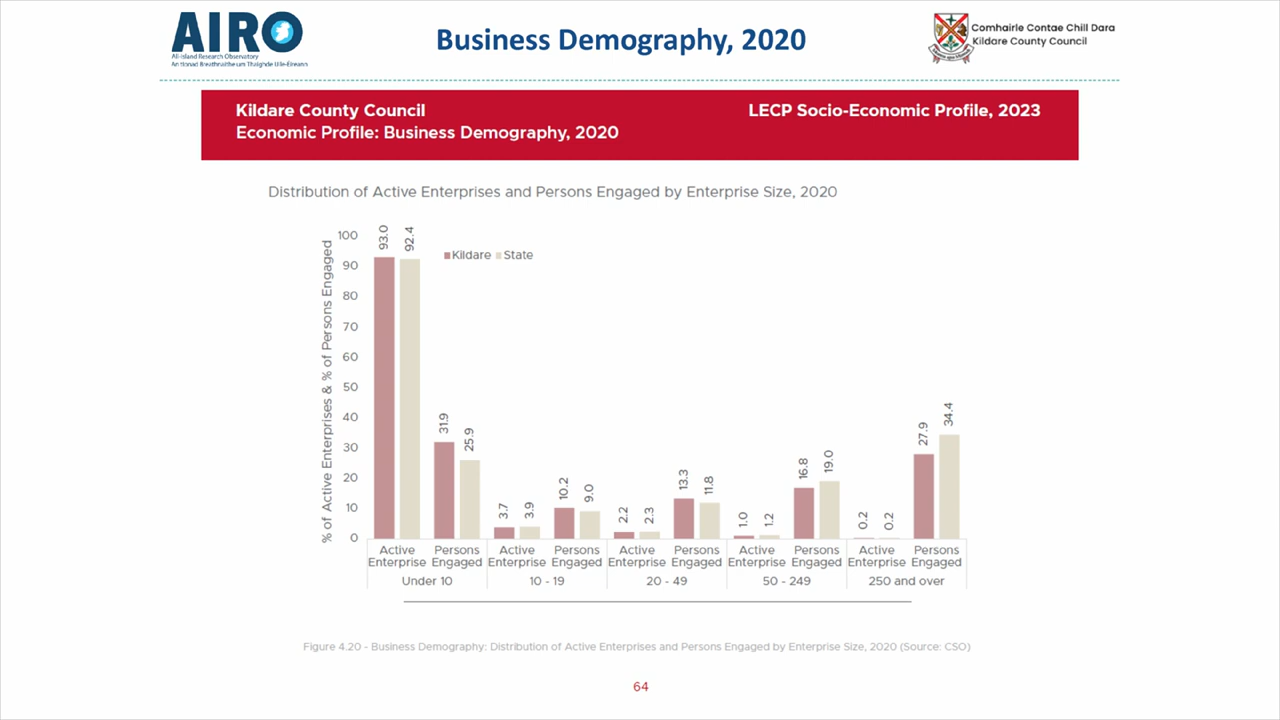 AIRO
All-Island Research Observatory
An tIonad Breathnaitheum Thaighde Uile-Éireann
Business Demography, 2020
Comhairle Contae Chill Dara
Kildare County Council
Kildare County Council
LECP Socio-Economic Profile, 2023
Economic Profile: Business Demography, 2020
Distribution of Active Enterprises and Persons Engaged by Enterprise Size, 2020
% of Active Enterprises & % of Persons Engaged
100
90
80
70
60
50
40
30
20
10
0
Kildare State
93.0 92.4 31.9 25.9 3.7 3.9 10.2 9.0 2.2 2.3 13.3 11.8 1.0 1.2 16.8 19.0 0.2 0.2 27.9 34.4
Active Persons Active Persons Active Persons Active Persons Active Persons
Enterprise Engaged Enterprise Engaged Enterprise Engaged Enterprise Engaged Enterprise Engaged
Under 10 10 - 19 20 - 49 50 - 249 250 and over
Figure 4.20 - Business Demography: Distribution of Active Enterprises and Persons Engaged by Enterprise Size, 2020 (Source: CSO)
64